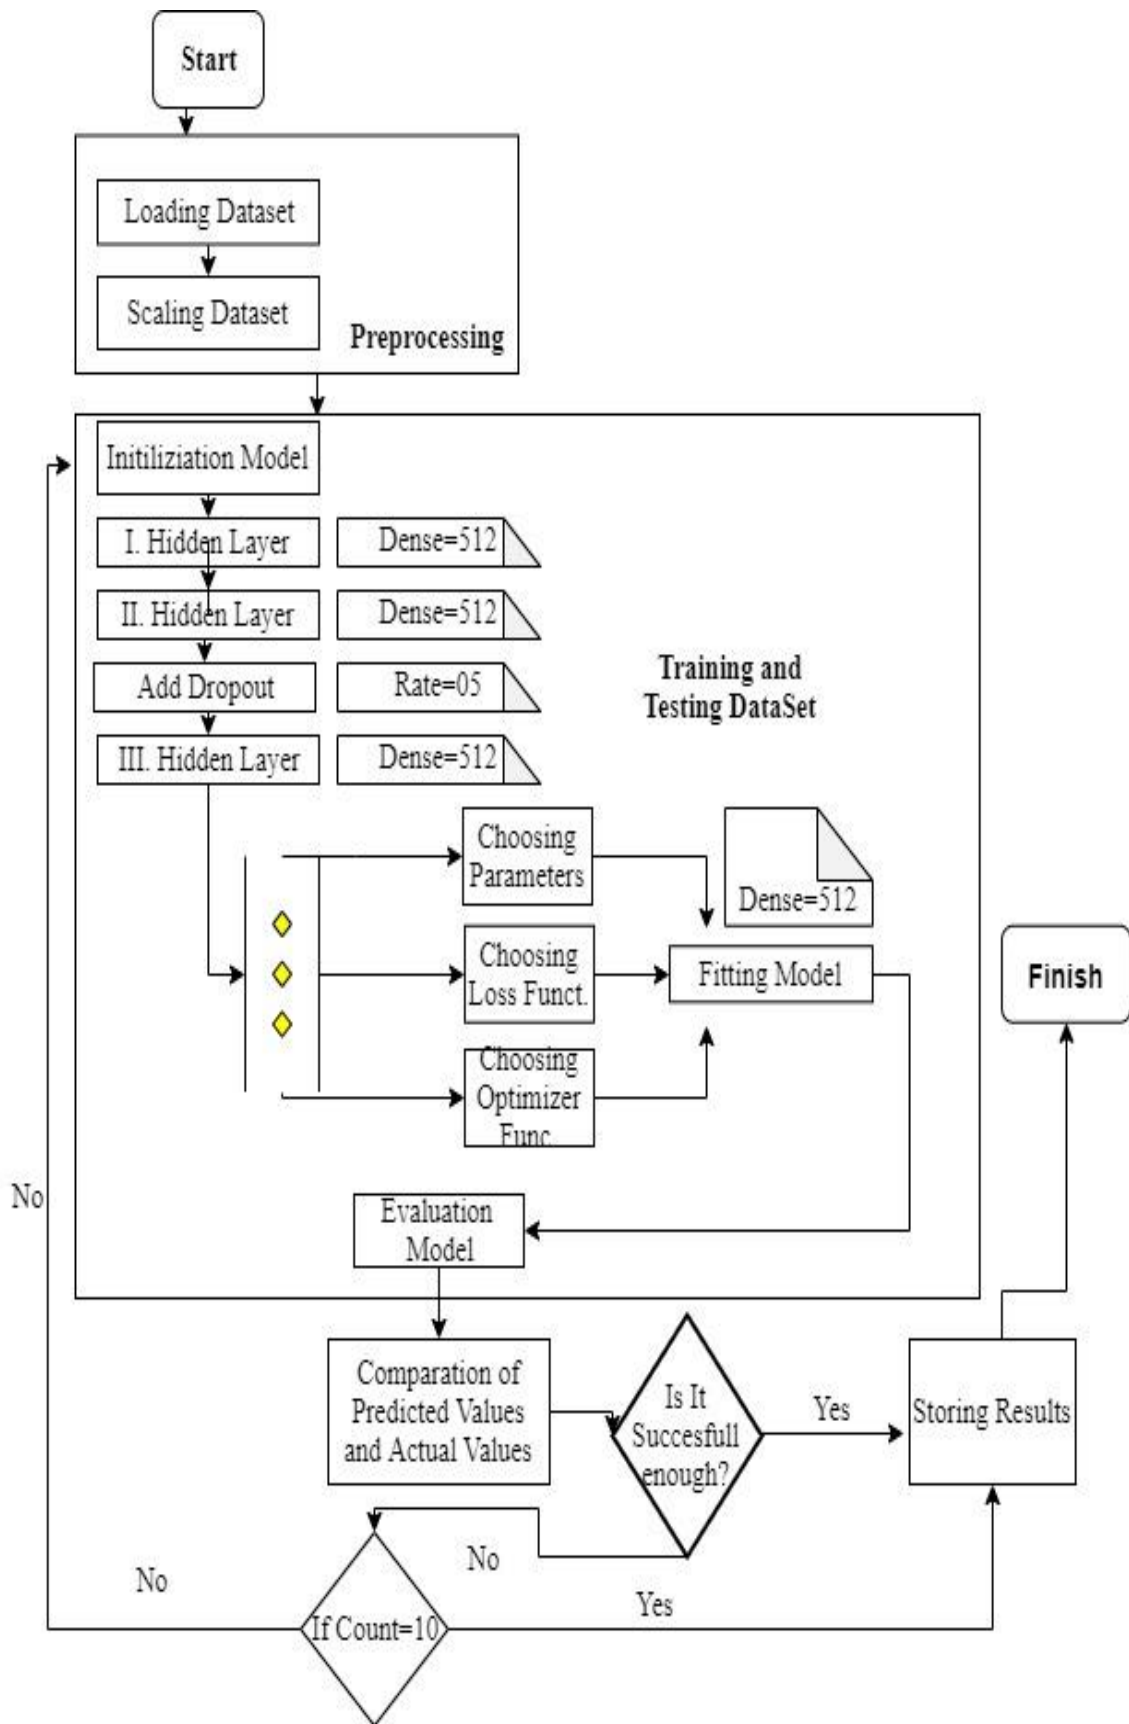 Start
Loading Dataset
Scaling Dataset
Preprocessing
Initiliziation Model
I. Hidden Layer
Dense=512
II. Hidden Layer
Dense=512
Add Dropout
Rate=05
III. Hidden Layer
Dense=512
Training and
Testing DataSet
Choosing
Parameters
Dense=512
Choosing
Loss Funct.
Fitting Model
Finish
Choosing
Optimizer
Func.
No
Evaluation
Model
Comparation of
Predicted Values
and Actual Values
Is It
Succesfull
enough?
Yes
Storing Results
No
No
If Count=10
Yes